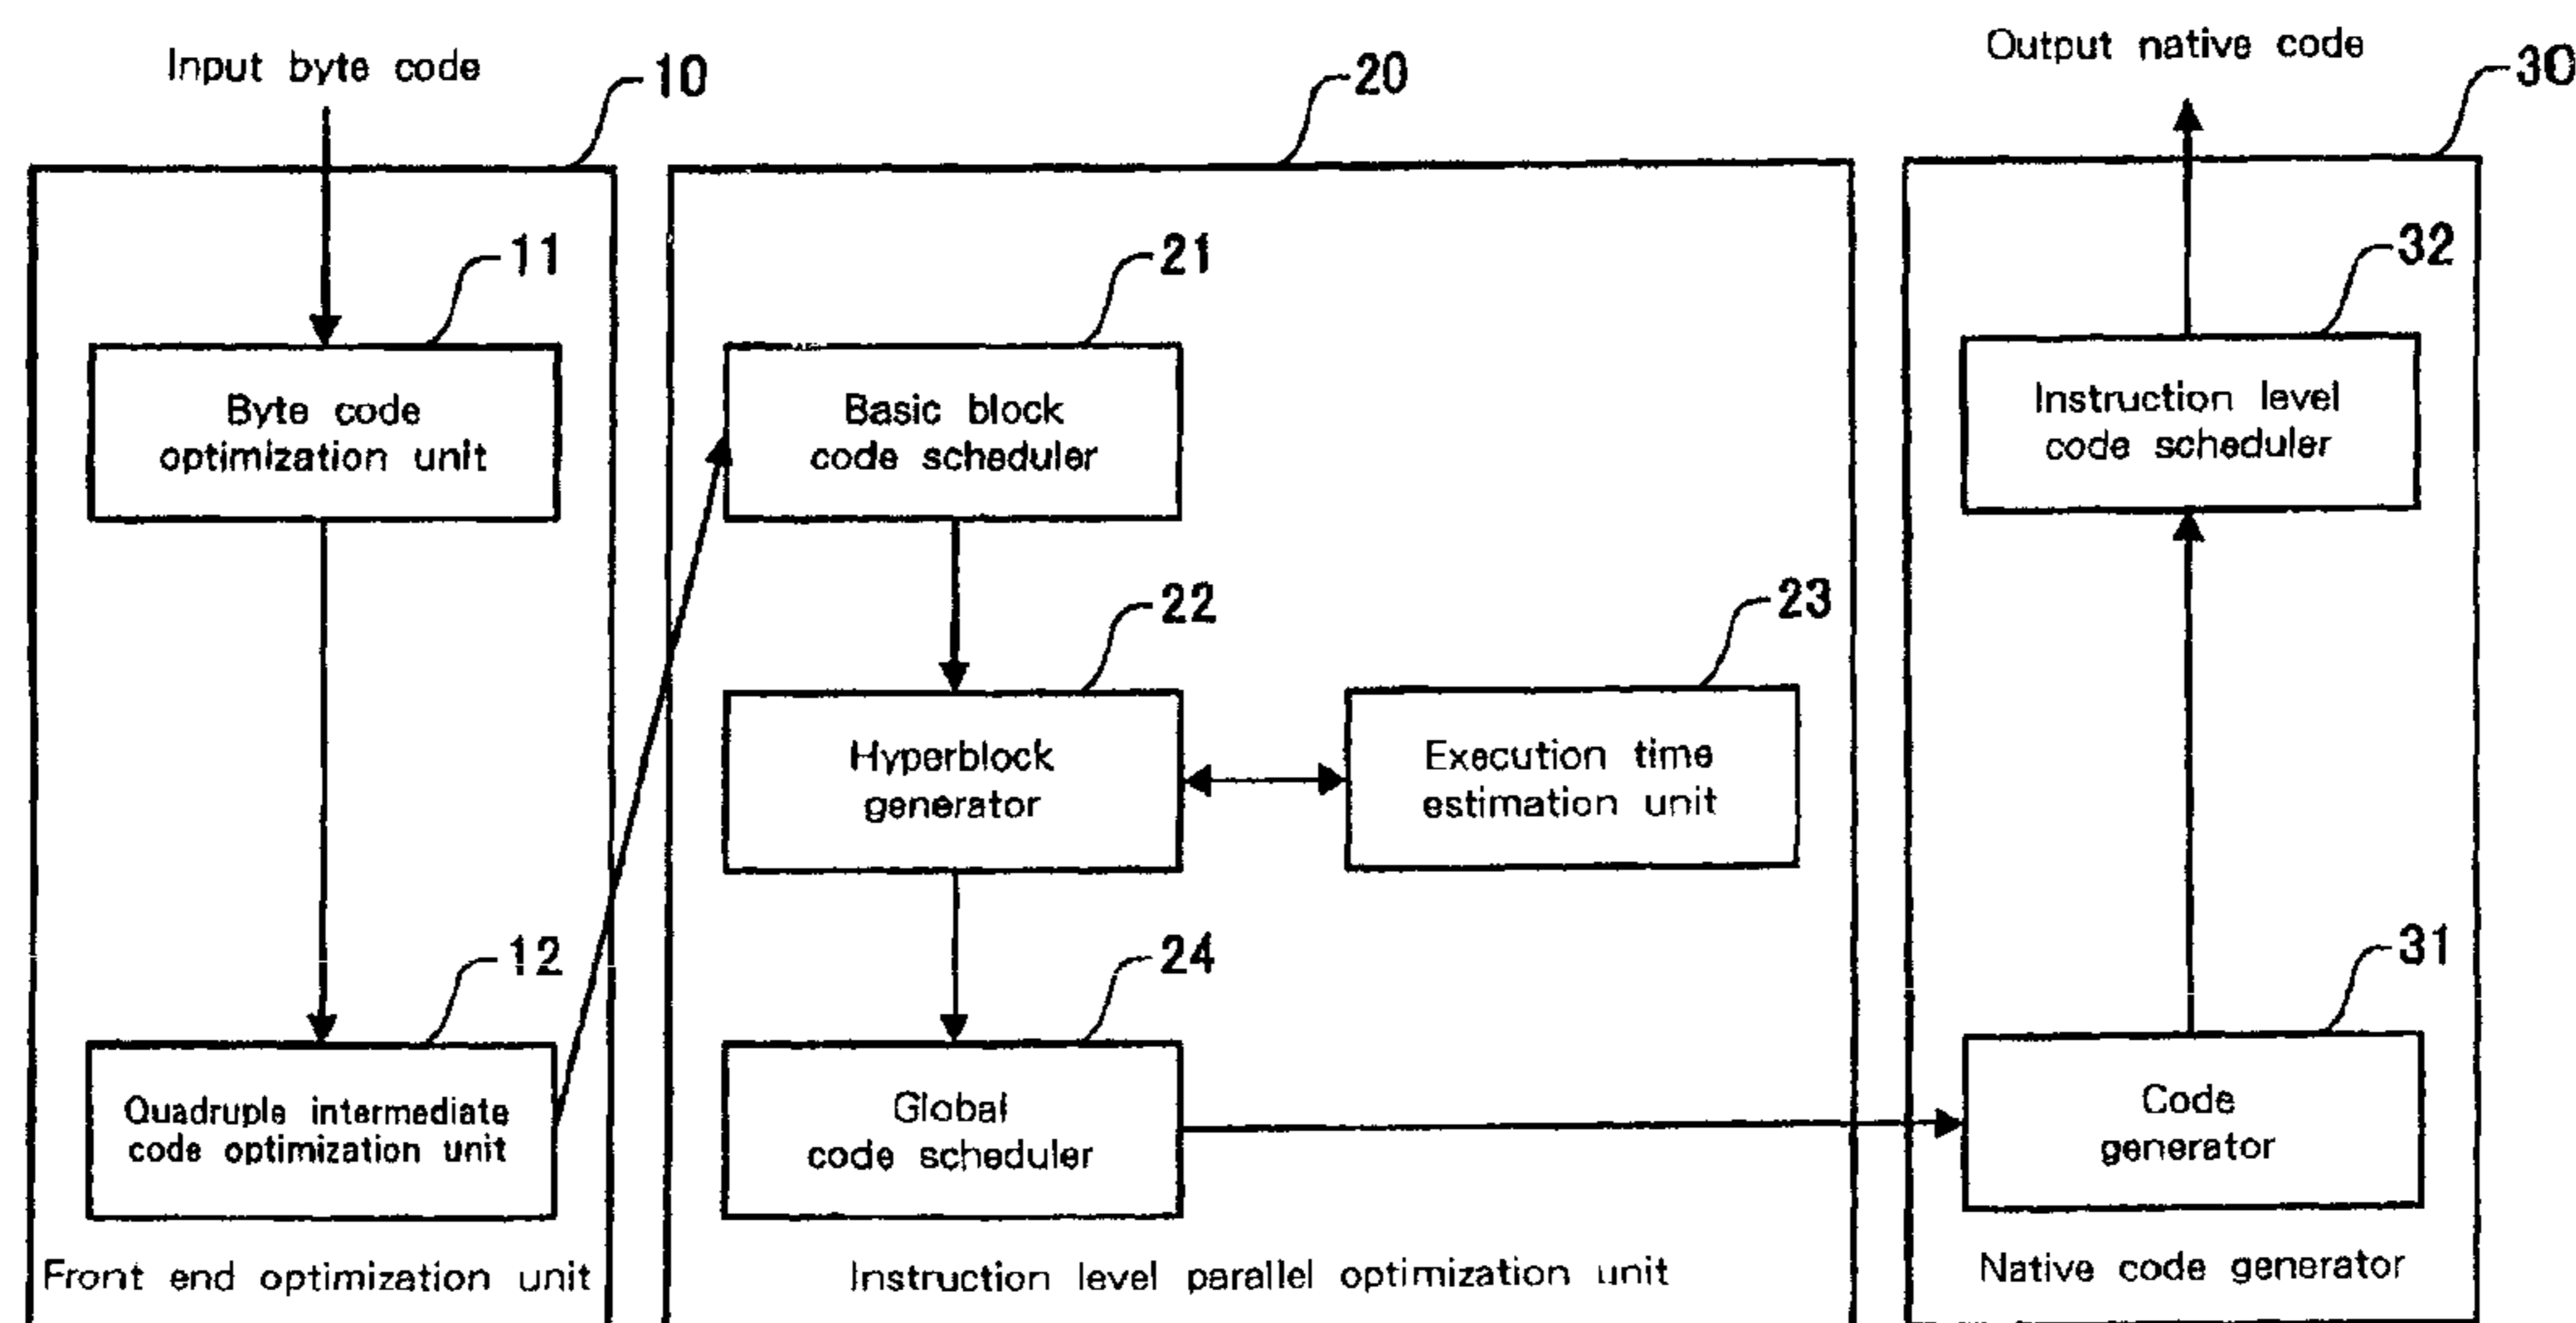 Input byte code
10
11
Byte code
optimization unit
12
Quadruple intermediate
code optimization unit
Front end optimization unit
20
21
Basic block
code scheduler
22
Hyperblock
generator
23
Execution time
estimation unit
24
Global
code scheduler
Instruction level parallel optimization unit
Output native code
30
32
Instruction level
code scheduler
31
Code
generator
Native code generator